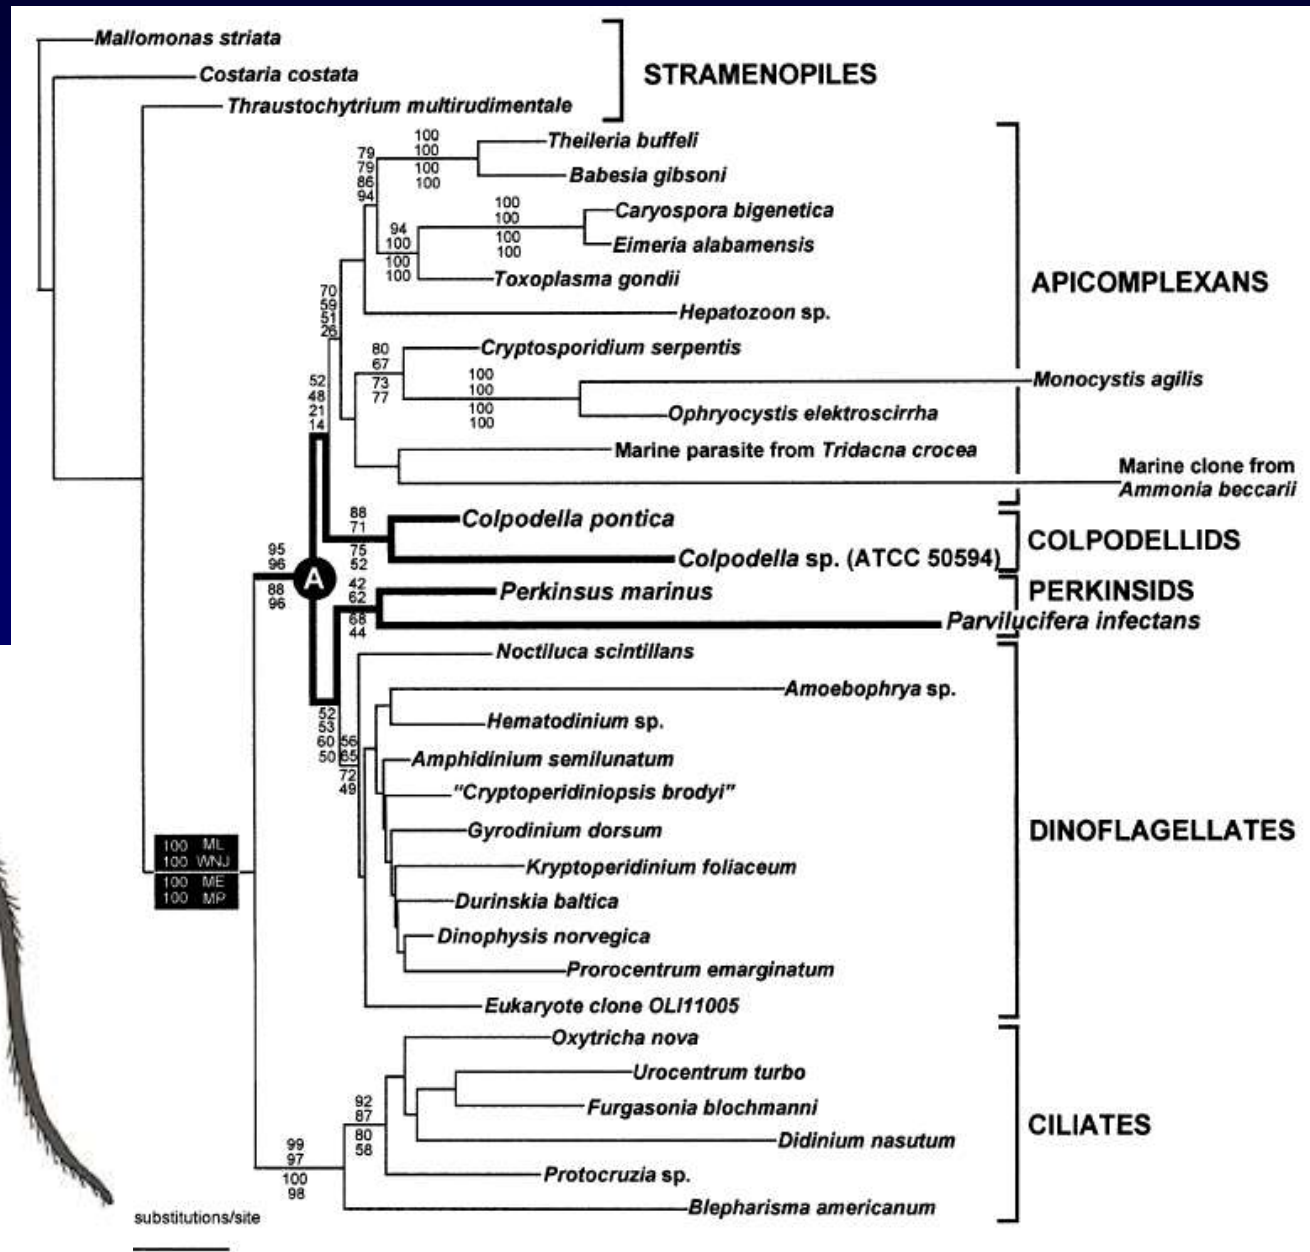 Mallomonas striata
Costaria costata
STRAMENOPILES
Thraustochytrium multirudimentale
100
100
100
100
Theileria buffeli
79
79
86
94
Babesia gibsoni
100
100
100
100
Caryospora bigenetica
94
100
100
100
Eimeria alabamensis
Toxoplasma gondii
APICOMPLEXANS
70
59
51
26
Hepatozoon sp.
80
67
73
77
Cryptosporidium serpentis
100
100
100
100
Monocystis agilis
52
48
21
14
Ophryocystis elektroscirrha
Marine parasite from Tridacna crocea
Marine clone from
Ammonia beccarii
88
71
75
52
Colpodella pontica
COLPODELLIDS
Colpodella sp. (ATCC 50594)
95
96
88
96
A
42
62
68
44
Perkinsus marinus
PERKINSIDS
Parvilucifera infectans
Noctiluca scintillans
Amoebophrya sp.
52
53
60
50
Hematodinium sp.
56
65
72
49
Amphidinium semilunatum
“Cryptoperidiniopsis brodyi”
Gyrodinium dorsum
DINOFLAGELLATES
100 ML
100 WNJ
100 ME
100 MP
Kryptoperidinium foliaceum
Durinskia baltica
Dinophysis norvegica
Prorocentrum emarginatum
Eukaryote clone OLI11005
Oxytricha nova
Urocentrum turbo
92
87
80
58
Furgasonia blochmanni
CILIATES
99
97
100
98
Didinium nasutum
Protocruzia sp.
Blepharisma americanum
substitutions/site